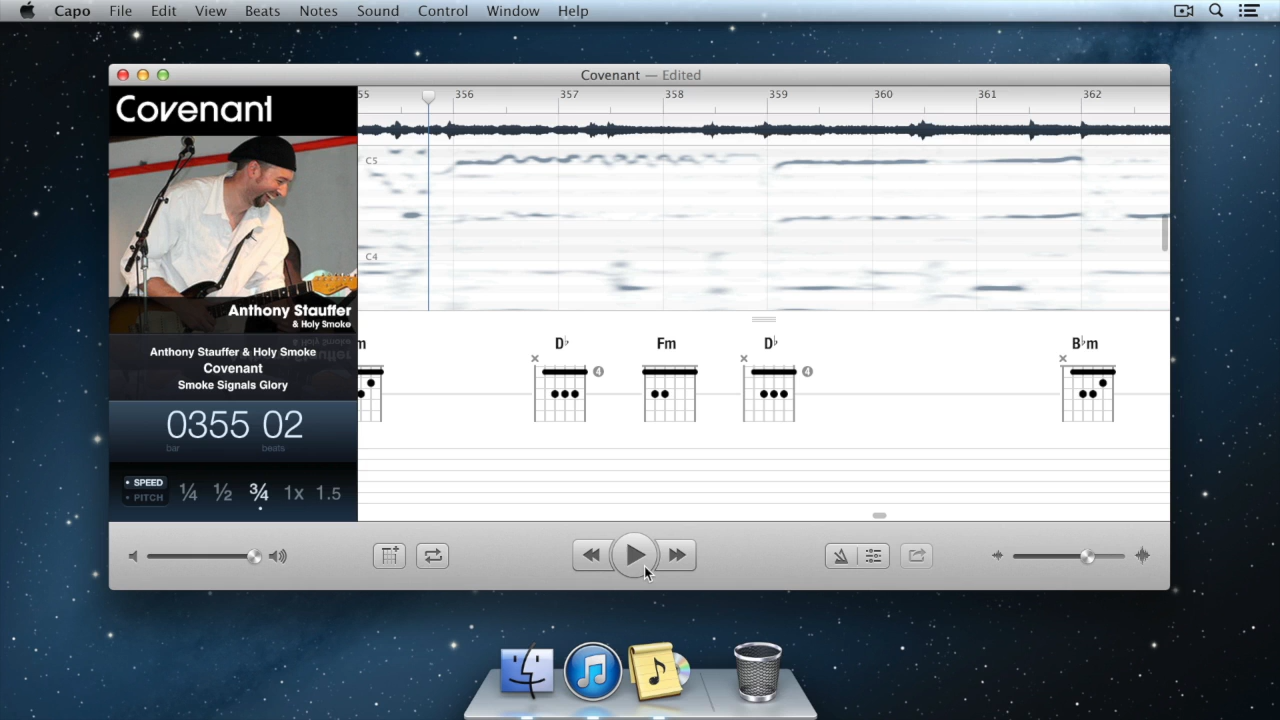 Capo File Edit View Beats Notes Sound Control Window Help
Covenant — Edited
Covenant
Anthony Stauffer
& Holy Smoke
Anthony Stauffer & Holy Smoke
Covenant
Smoke Signals Glory
0355 02
bar beats
• SPEED
• PITCH
¼ ½ ¾ 1x 1.5
55 356 357 358 359 360 361 362
C5
C4
m D♭ Fm D♭ B♭m
× × ×
4 4